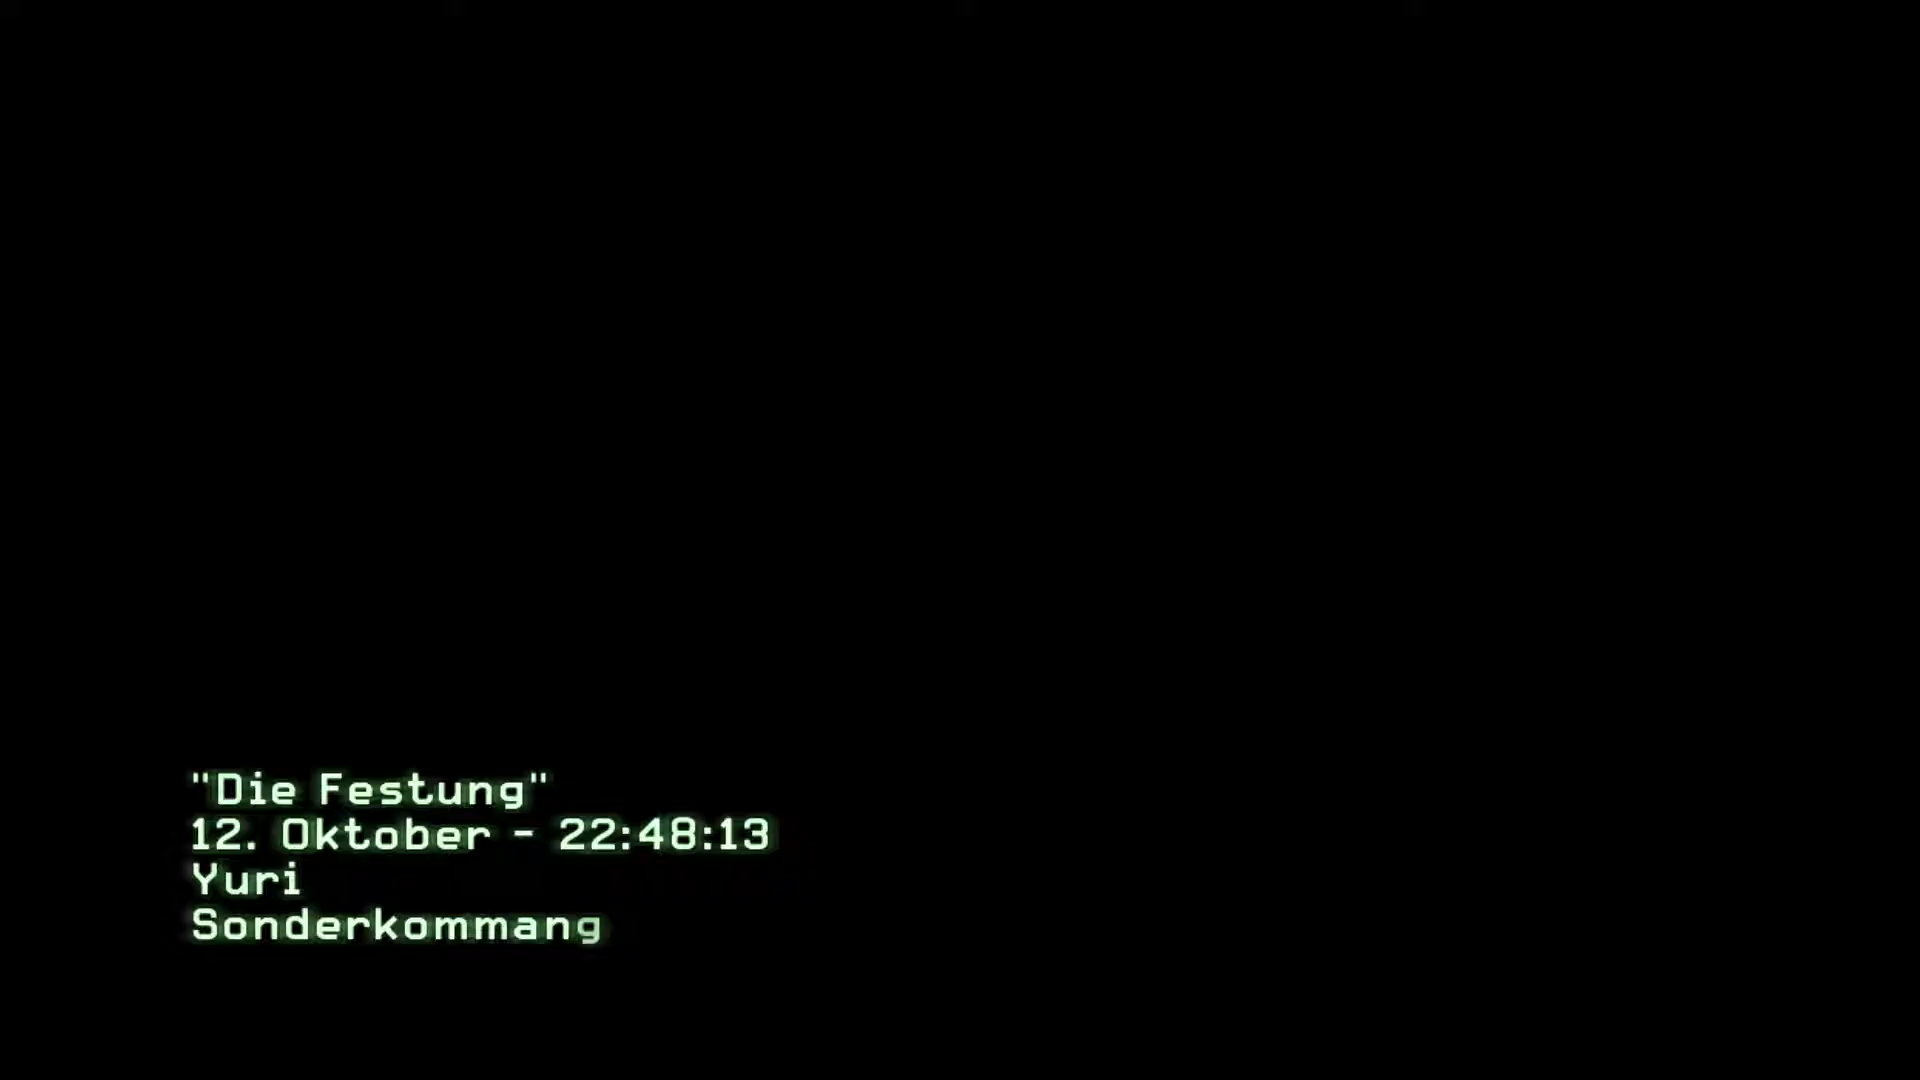 "Die Festung"
12. Oktober - 22:48:13
Yuri
Sonderkommang